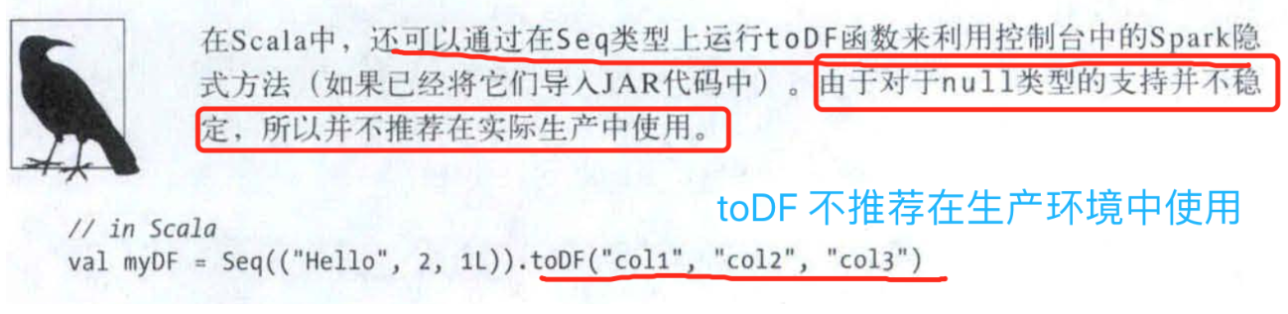 在Scala中，还可以通过在Seq类型上运行toDF函数来利用控制台中的Spark隐
式方法（如果已经将它们导入JAR代码中）。由于对于null类型的支持并不稳
定，所以并不推荐在实际生产中使用。
toDF 不推荐在生产环境中使用
// in Scala
val myDF = Seq(("Hello", 2, 1L)).toDF("col1", "col2", "col3")